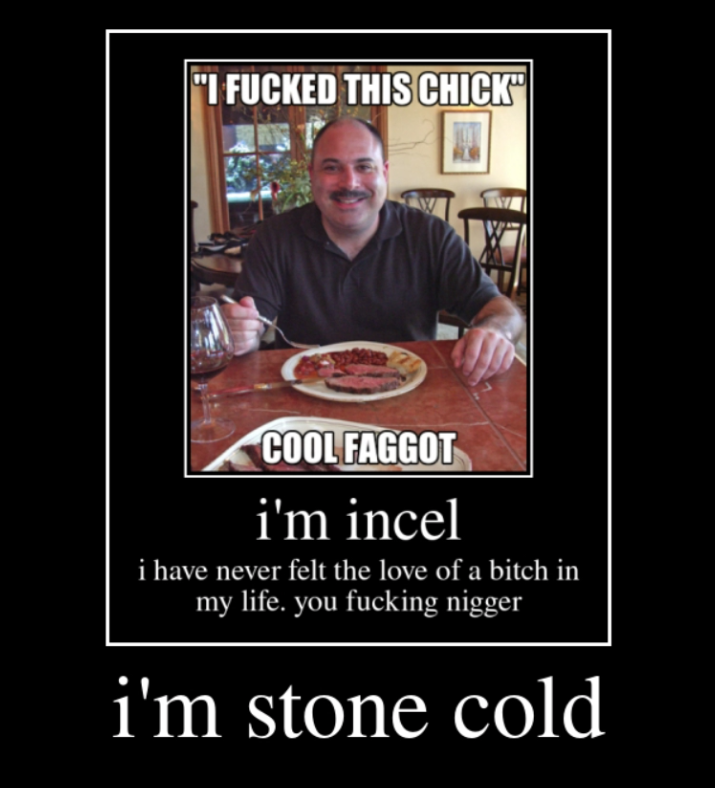 "I FUCKED THIS CHICK"
COOL FAGGOT
i'm incel
i have never felt the love of a bitch in
my life. you fucking nigger
i'm stone cold